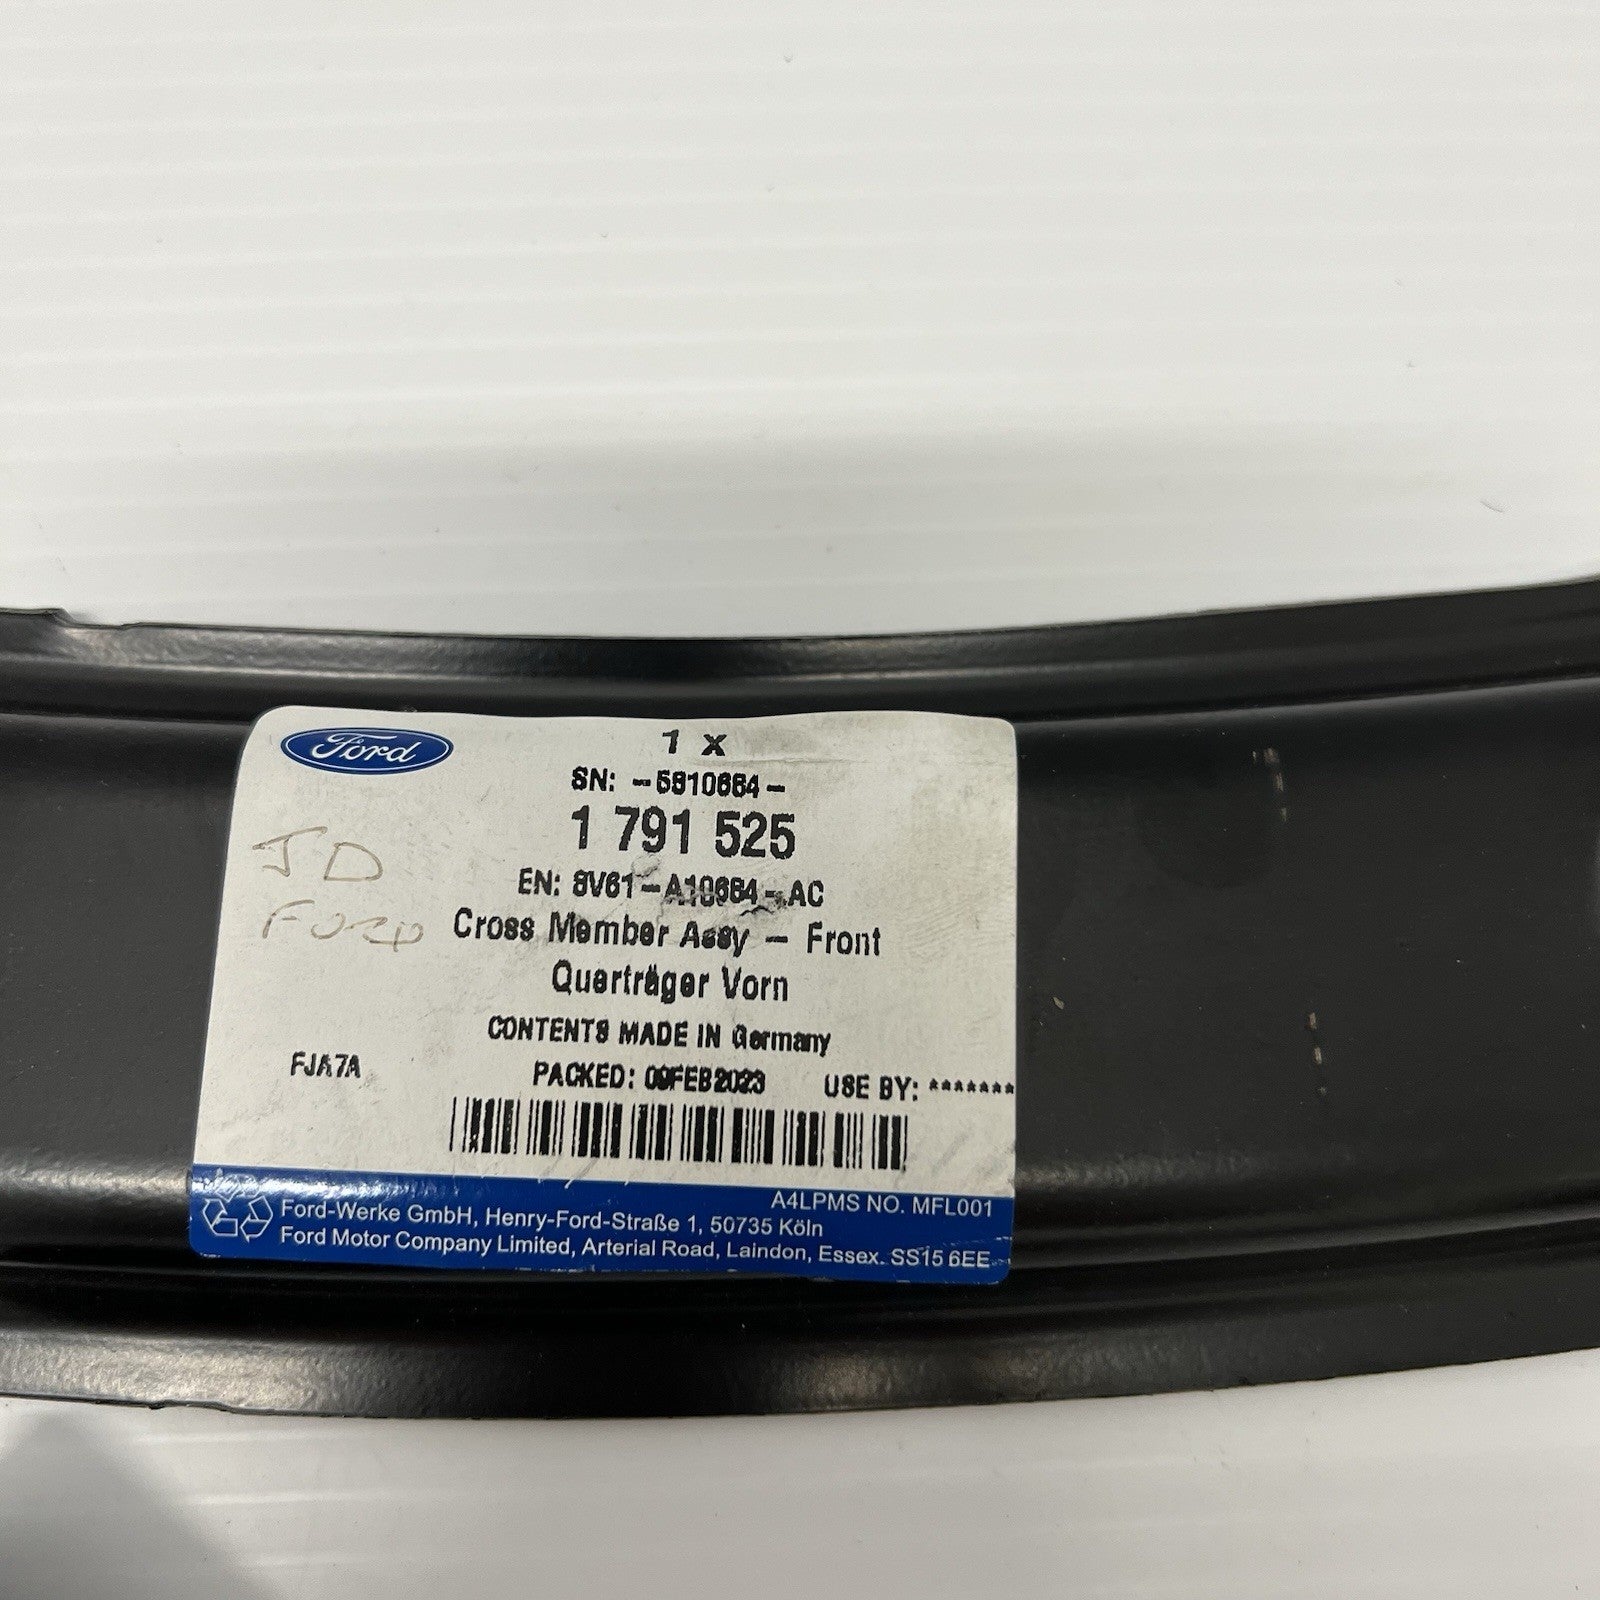 Ford
1 X
SN: -5810684-
1 791 525
JD
FORD
EN: 8V61-A10684-AC
Cross Member Assy - Front
Querträger Vorn
CONTENTS MADE IN Germany
FJA7A
PACKED: 09FEB2023 USE BY: *******
A4LPMS NO. MFL001
Ford-Werke GmbH, Henry-Ford-Straße 1, 50735 Köln
Ford Motor Company Limited, Arterial Road, Laindon, Essex. SS15 6EE